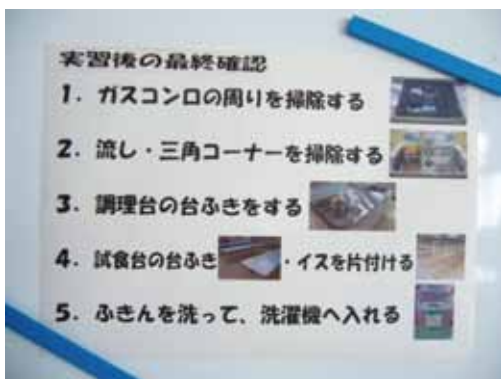 実習後の最終確認
1. ガスコンロの周りを掃除する
2. 流し・三角コーナーを掃除する
3. 調理台の台ふきをする
4. 試食台の台ふき・イスを片付ける
5. ふきんを洗って、洗濯機へ入れる